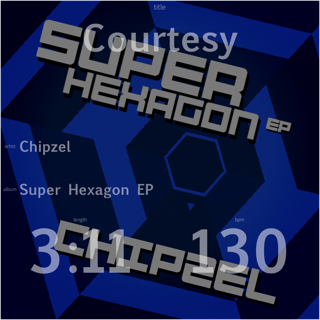 title
Courtesy
SUPER
HEXAGON EP
artist Chipzel
album Super Hexagon EP
length bpm
3:11 130
CHIPZEL